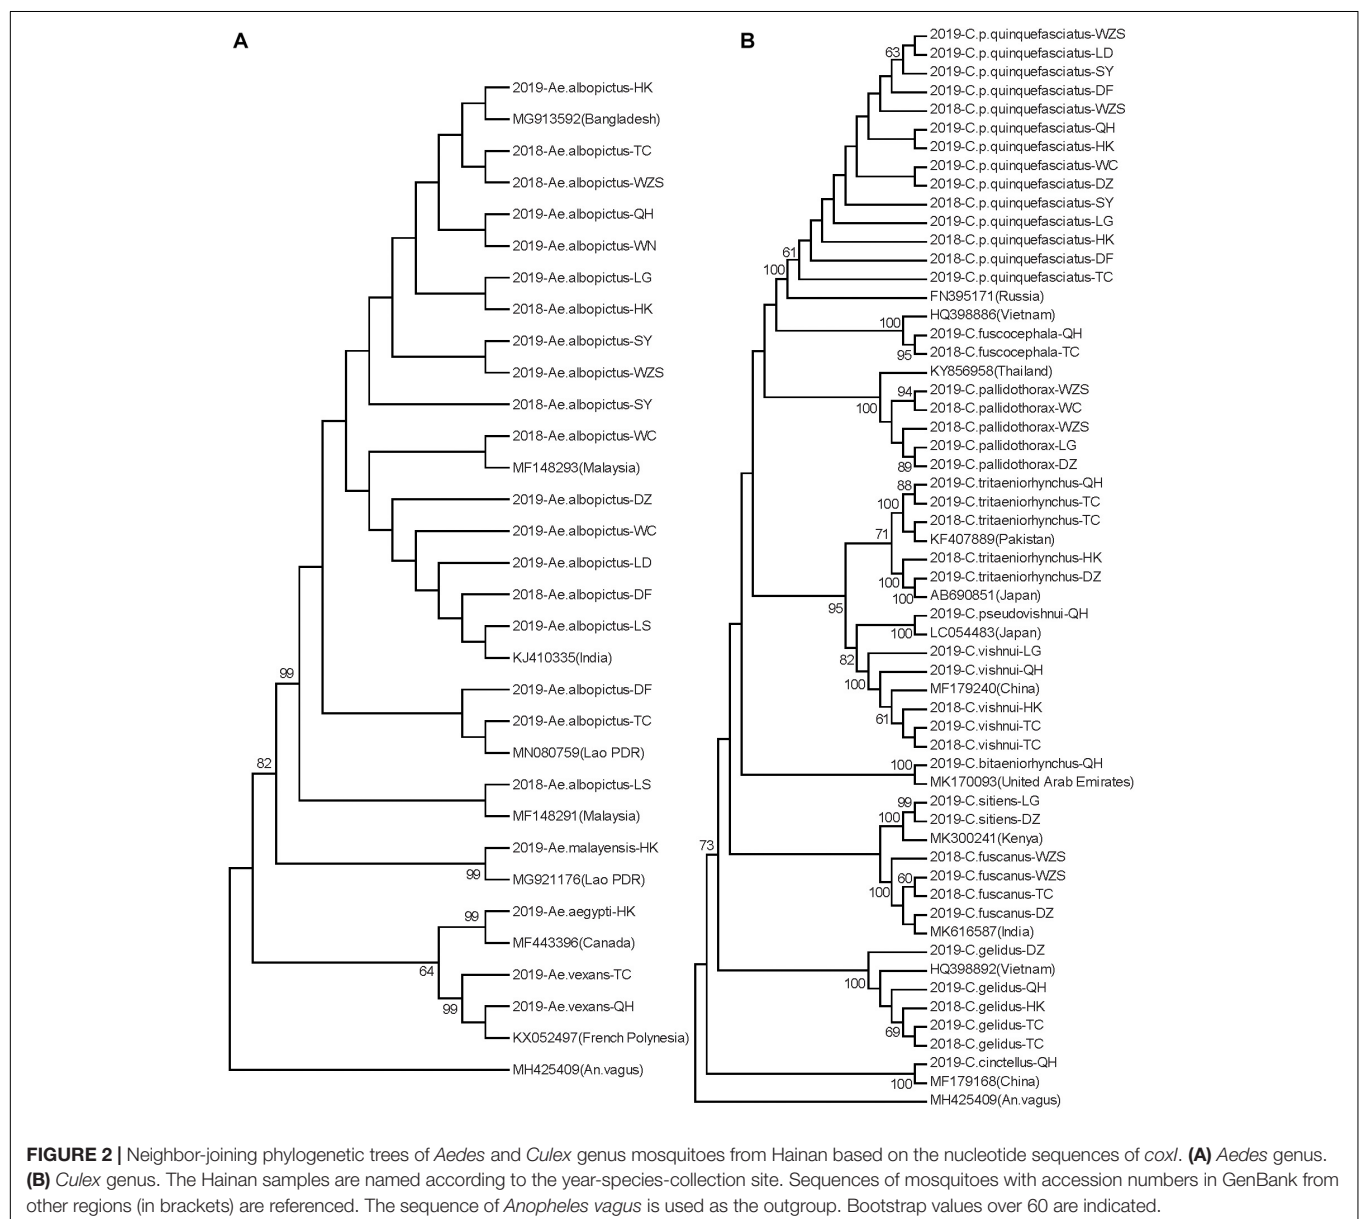 A
2019-Ae.albopictus-HK
MG913592(Bangladesh)
2018-Ae.albopictus-TC
2018-Ae.albopictus-WZS
2019-Ae.albopictus-QH
2019-Ae.albopictus-WN
2019-Ae.albopictus-LG
2018-Ae.albopictus-HK
2019-Ae.albopictus-SY
2019-Ae.albopictus-WZS
2018-Ae.albopictus-SY
2018-Ae.albopictus-WC
MF148293(Malaysia)
2019-Ae.albopictus-DZ
2019-Ae.albopictus-WC
2019-Ae.albopictus-LD
2018-Ae.albopictus-DF
2019-Ae.albopictus-LS
KJ410335(India)
99
2019-Ae.albopictus-DF
2019-Ae.albopictus-TC
MN080759(Lao PDR)
82
2018-Ae.albopictus-LS
MF148291(Malaysia)
2019-Ae.malayensis-HK
99
MG921176(Lao PDR)
99
2019-Ae.aegypti-HK
MF443396(Canada)
64
2019-Ae.vexans-TC
99
2019-Ae.vexans-QH
KX052497(French Polynesia)
MH425409(An.vagus)
B
2019-C.p.quinquefasciatus-WZS
63
2019-C.p.quinquefasciatus-LD
2019-C.p.quinquefasciatus-SY
2019-C.p.quinquefasciatus-DF
2018-C.p.quinquefasciatus-WZS
2019-C.p.quinquefasciatus-QH
2019-C.p.quinquefasciatus-HK
2019-C.p.quinquefasciatus-WC
2019-C.p.quinquefasciatus-DZ
2018-C.p.quinquefasciatus-SY
2019-C.p.quinquefasciatus-LG
2018-C.p.quinquefasciatus-HK
61
2018-C.p.quinquefasciatus-DF
100
2019-C.p.quinquefasciatus-TC
FN395171(Russia)
HQ398886(Vietnam)
100
2019-C.fuscocephala-QH
95
2018-C.fuscocephala-TC
KY856958(Thailand)
94
2019-C.pallidothorax-WZS
100
2018-C.pallidothorax-WC
2018-C.pallidothorax-WZS
2019-C.pallidothorax-LG
89
2019-C.pallidothorax-DZ
88
2019-C.tritaeniorhynchus-QH
100
2019-C.tritaeniorhynchus-TC
2018-C.tritaeniorhynchus-TC
71
KF407889(Pakistan)
2018-C.tritaeniorhynchus-HK
100
2019-C.tritaeniorhynchus-DZ
100
AB690851(Japan)
95
2019-C.pseudovishnui-QH
100
LC054483(Japan)
82
2019-C.vishnui-LG
2019-C.vishnui-QH
100
MF179240(China)
2018-C.vishnui-HK
61
2019-C.vishnui-TC
2018-C.vishnui-TC
100
2019-C.bitaeniorhynchus-QH
MK170093(United Arab Emirates)
99
2019-C.sitiens-LG
100
2019-C.sitiens-DZ
MK300241(Kenya)
73
2018-C.fuscanus-WZS
60
2019-C.fuscanus-WZS
100
2018-C.fuscanus-TC
2019-C.fuscanus-DZ
MK616587(India)
2019-C.gelidus-DZ
HQ398892(Vietnam)
100
2019-C.gelidus-QH
2018-C.gelidus-HK
69
2019-C.gelidus-TC
2018-C.gelidus-TC
2019-C.cinctellus-QH
100
MF179168(China)
MH425409(An.vagus)
FIGURE 2 | Neighbor-joining phylogenetic trees of Aedes and Culex genus mosquitoes from Hainan based on the nucleotide sequences of coxI. (A) Aedes genus.
(B) Culex genus. The Hainan samples are named according to the year-species-collection site. Sequences of mosquitoes with accession numbers in GenBank from
other regions (in brackets) are referenced. The sequence of Anopheles vagus is used as the outgroup. Bootstrap values over 60 are indicated.